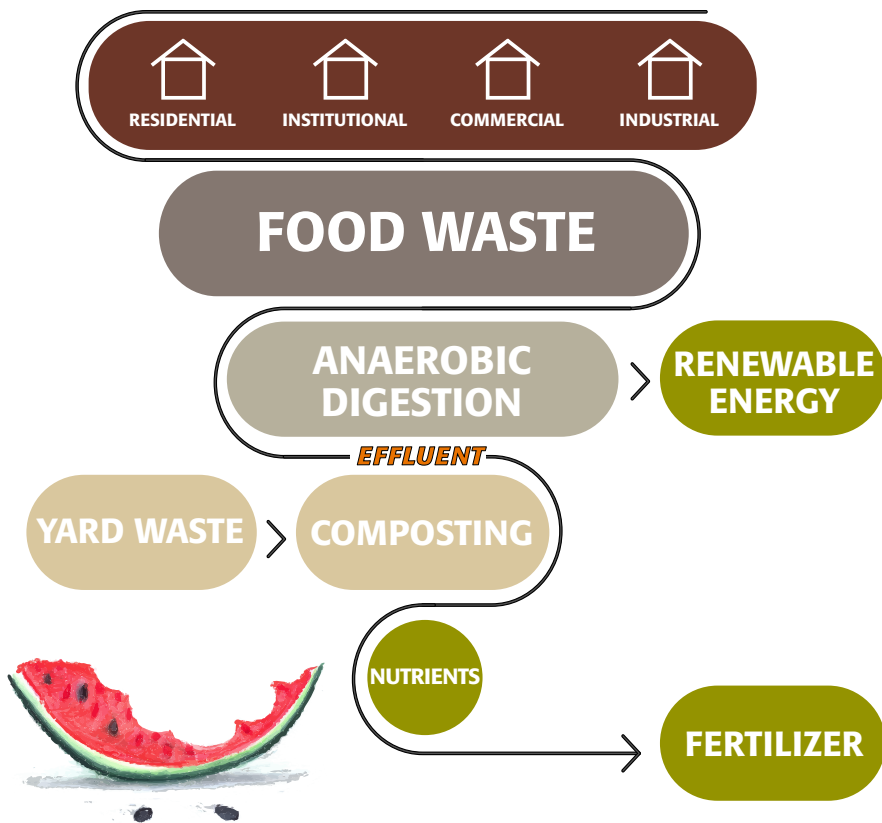 RESIDENTIAL INSTITUTIONAL COMMERCIAL INDUSTRIAL
FOOD WASTE
ANAEROBIC
DIGESTION
RENEWABLE
ENERGY
EFFLUENT
YARD WASTE
COMPOSTING
NUTRIENTS
FERTILIZER